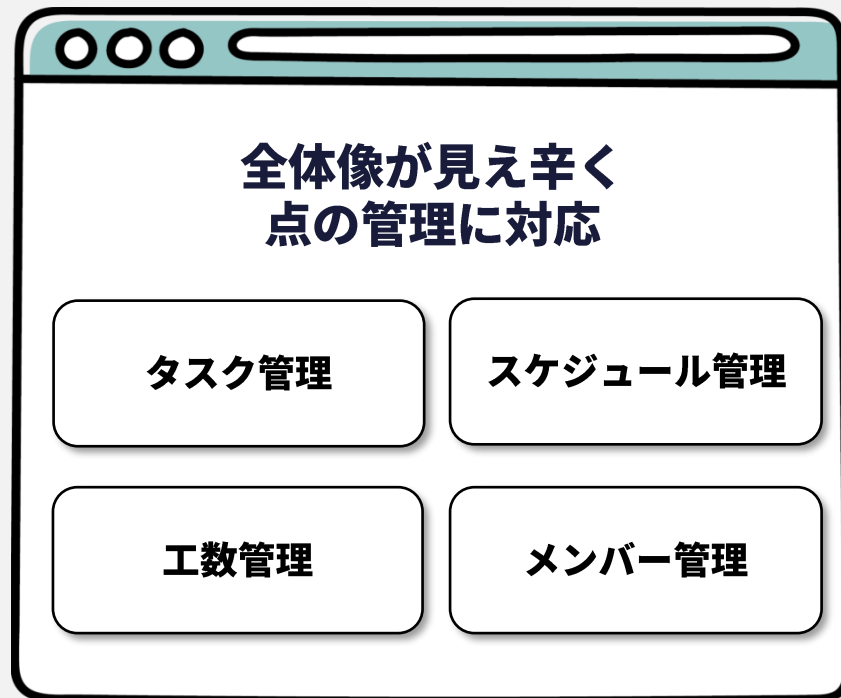 全体像が見え辛く
点の管理に対応
タスク管理
スケジュール管理
工数管理
メンバー管理